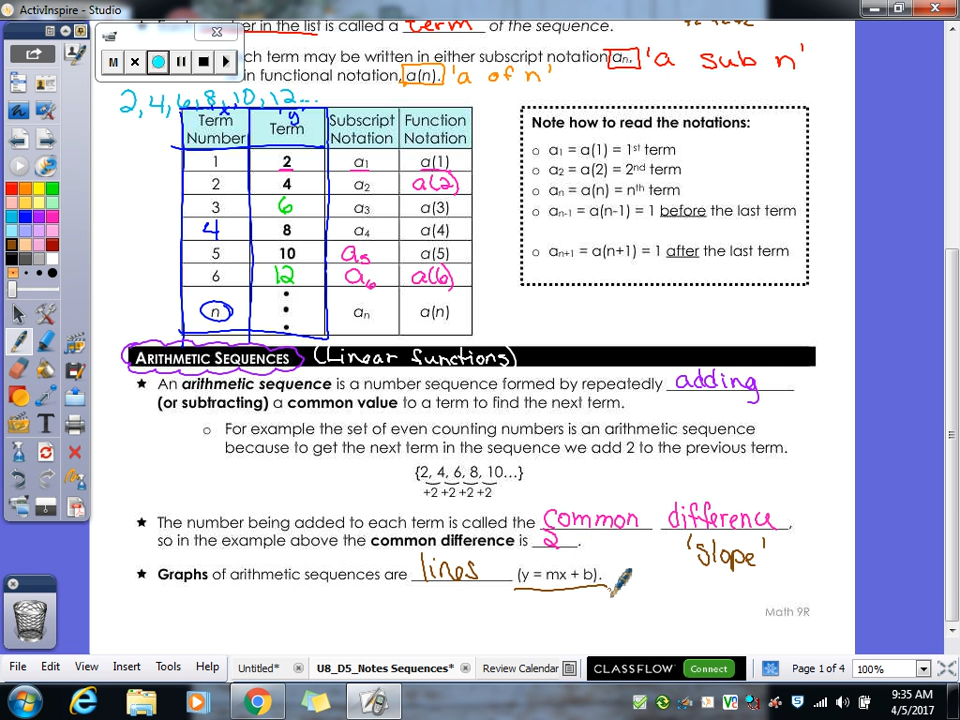 ActivInspire - Studio
er in the list is called a term of the sequence.
ch term may be written in either subscript notation an, 'a sub n'
in functional notation, a(n). 'a of n'
2, 4, 6, 8, 10, 12...
x y
Term Number Term Subscript Notation Function Notation
1 2 a1 a(1)
2 4 a2 a(2)
3 6 a3 a(3)
4 8 a4 a(4)
5 10 a5 a(5)
6 12 a6 a(6)
n an a(n)
Note how to read the notations:
o a1 = a(1) = 1st term
o a2 = a(2) = 2nd term
o an = a(n) = nth term
o an-1 = a(n-1) = 1 before the last term
o an+1 = a(n+1) = 1 after the last term
ARITHMETIC SEQUENCES (Linear functions)
★ An arithmetic sequence is a number sequence formed by repeatedly adding
(or subtracting) a common value to a term to find the next term.
o For example the set of even counting numbers is an arithmetic sequence
because to get the next term in the sequence we add 2 to the previous term.
{2, 4, 6, 8, 10…}
+2 +2 +2 +2
★ The number being added to each term is called the common difference,
so in the example above the common difference is 2.
'slope'
★ Graphs of arithmetic sequences are lines (y = mx + b).
Math 9R
File Edit View Insert Tools Help Untitled* U8_D5_Notes Sequences* Review Calendar CLASSFLOW Connect Page 1 of 4 100%
9:35 AM
4/5/2017